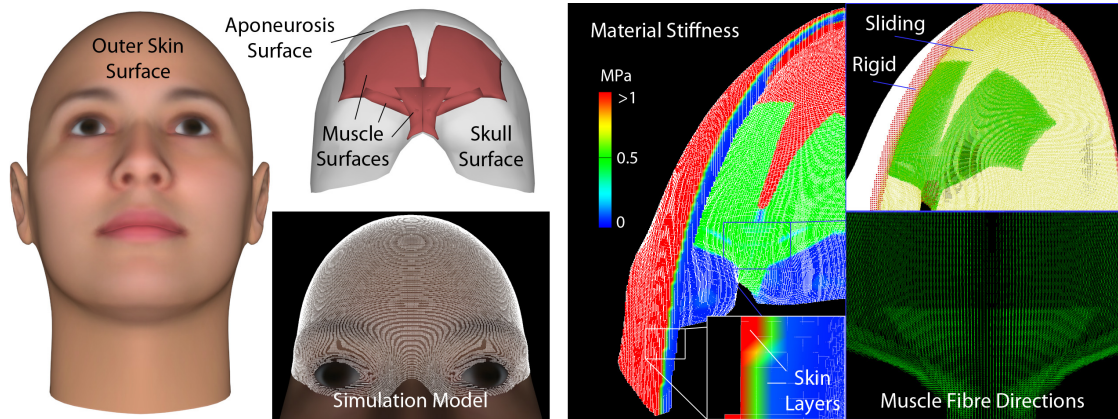 Outer Skin
Surface
Aponeurosis
Surface
Muscle
Surfaces
Skull
Surface
Simulation Model
Material Stiffness
MPa
>1
0.5
0
Skin
Layers
Sliding
Rigid
Muscle Fibre Directions